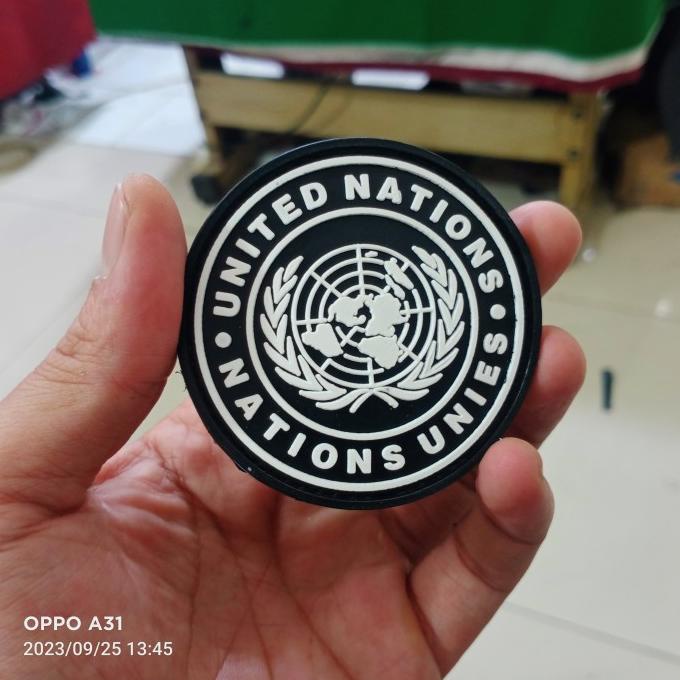 UNITED NATIONS
NATIONS UNIES
OPPO A31
2023/09/25 13:45